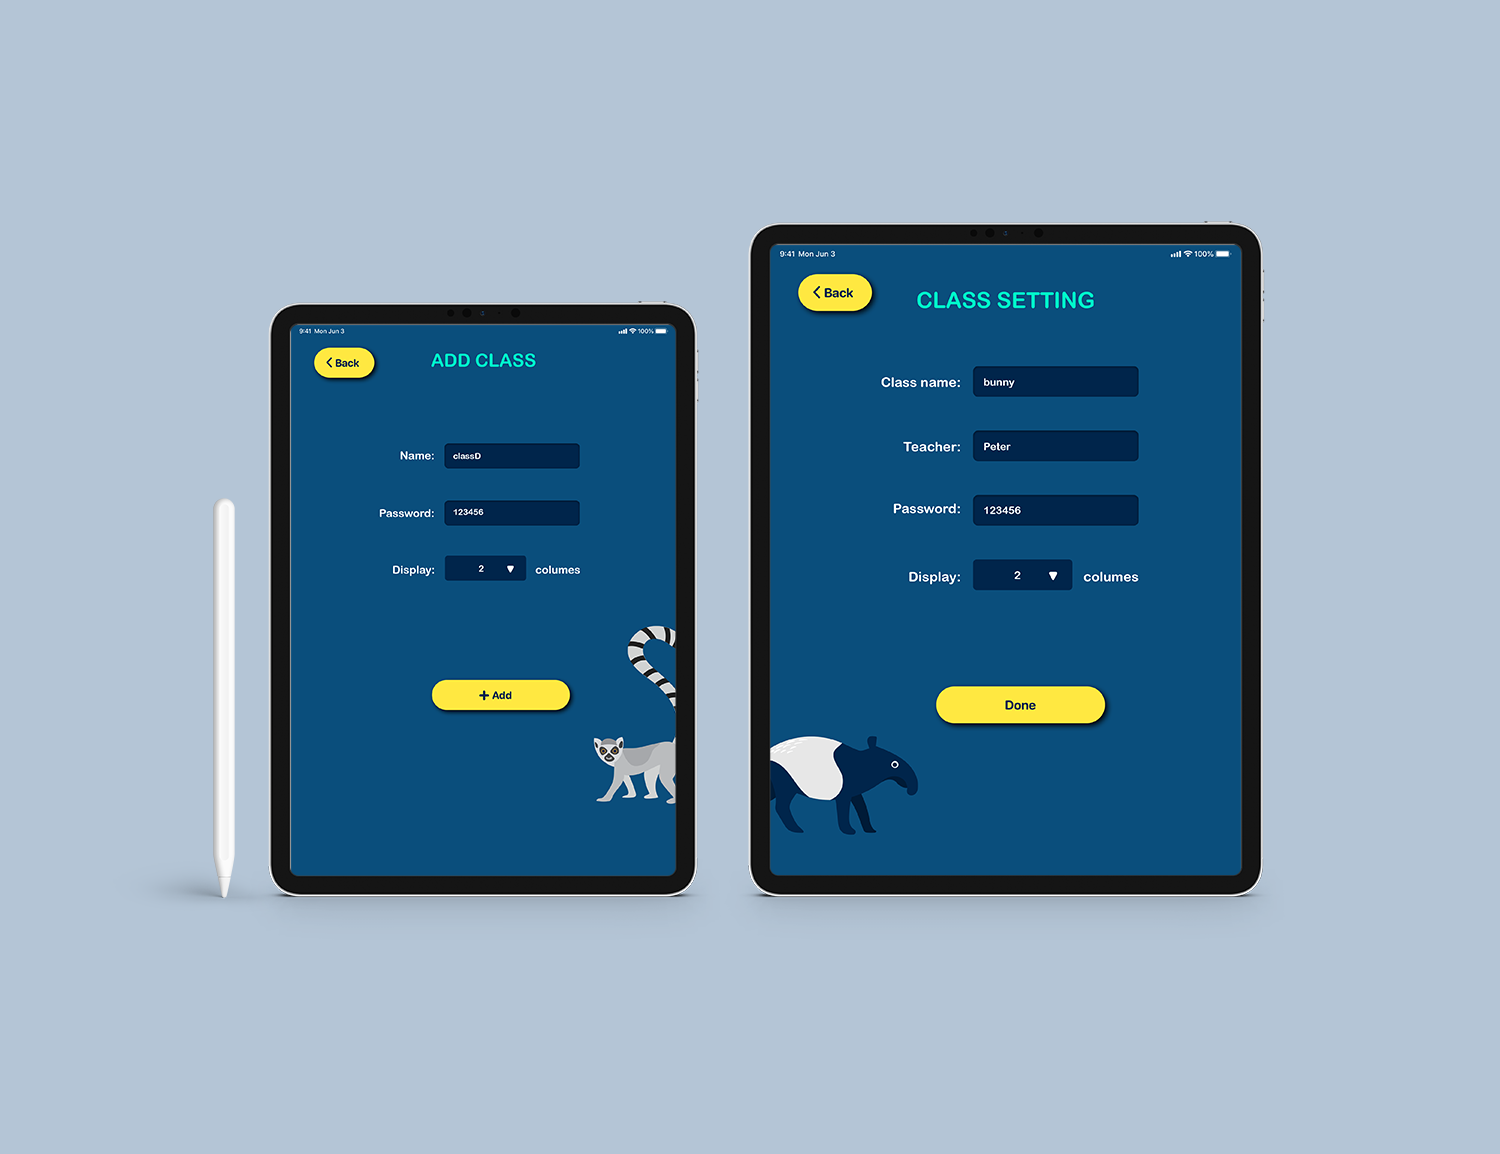 9:41 Mon Jun 3
100%
Back
ADD CLASS
Name: classD
Password: 123456
Display: 2 columes
Add
9:41 Mon Jun 3
100%
Back
CLASS SETTING
Class name: bunny
Teacher: Peter
Password: 123456
Display: 2 columes
Done